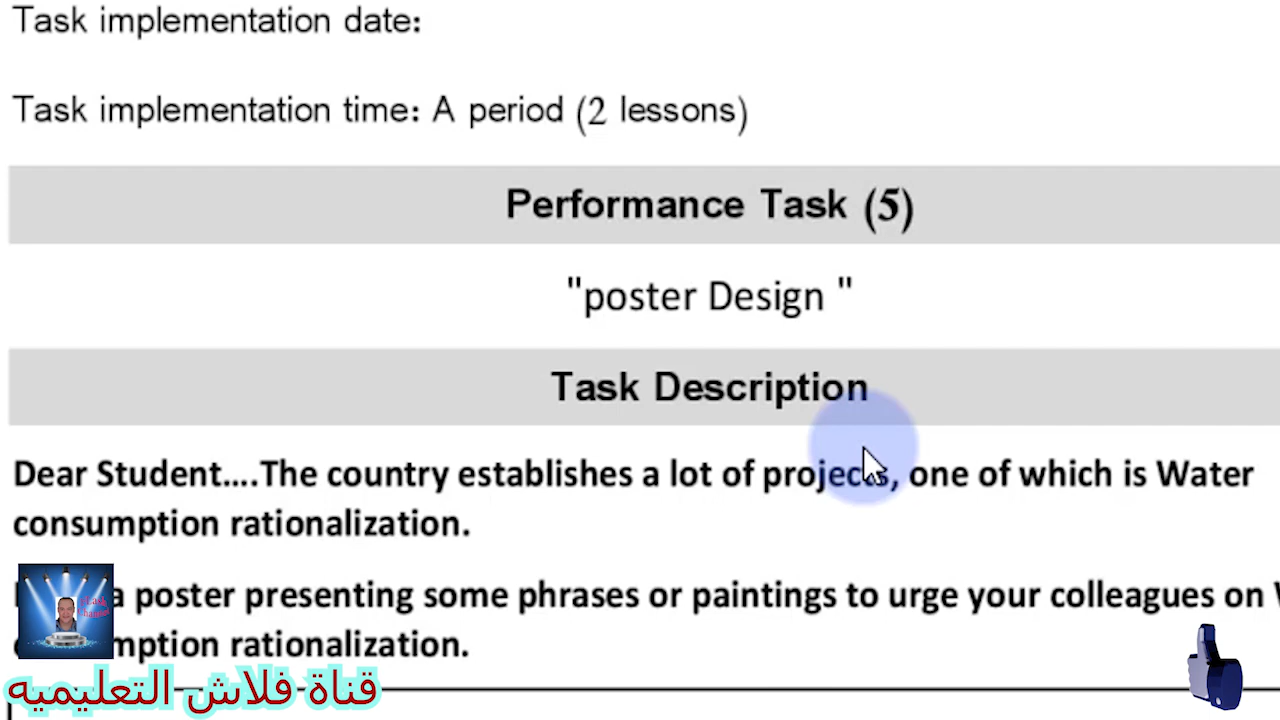 Task implementation date:
Task implementation time: A period (2 lessons)
Performance Task (5)
"poster Design "
Task Description
Dear Student....The country establishes a lot of projects, one of which is Water
consumption rationalization.
a poster presenting some phrases or paintings to urge your colleagues on
rationalization.
Flash
Channel
قناة فلاش التعليميه